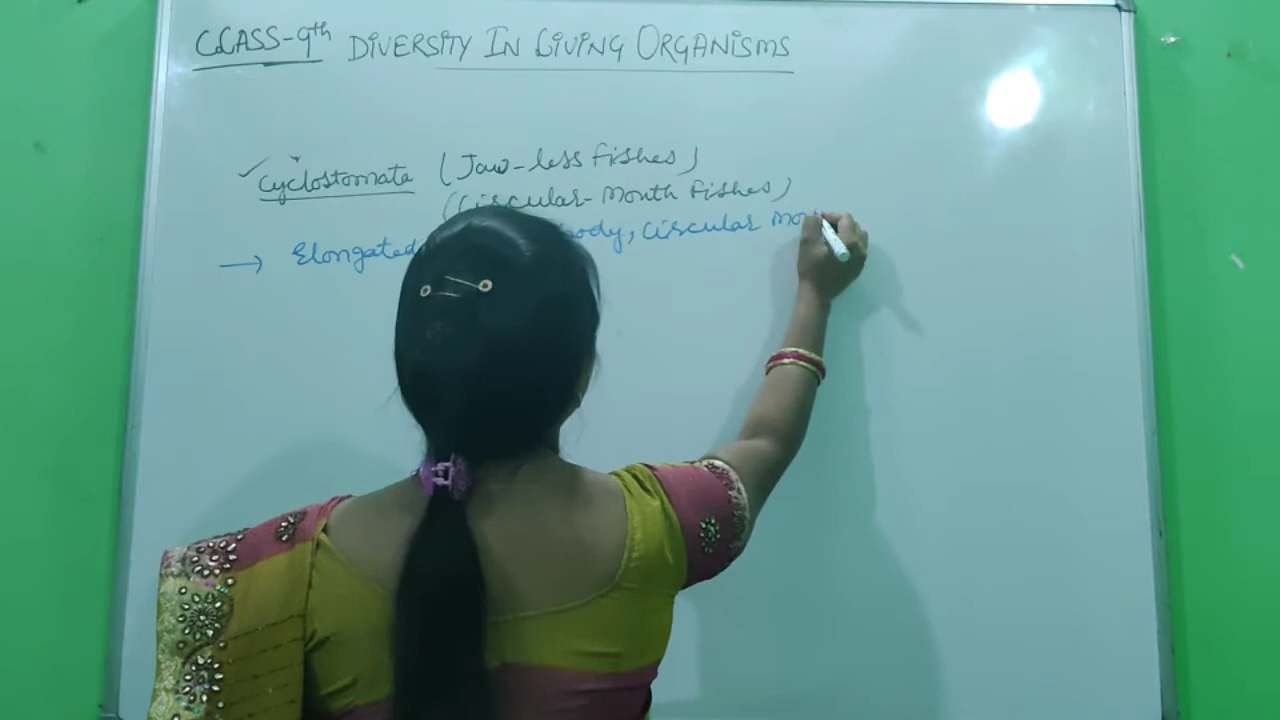 CLASS-9th DIVERSITY IN LIVING ORGANISMS
Cyclostomata (Jaw-less fishes)
(Circular-Mouth fishes)
→ Elongated body, Circular